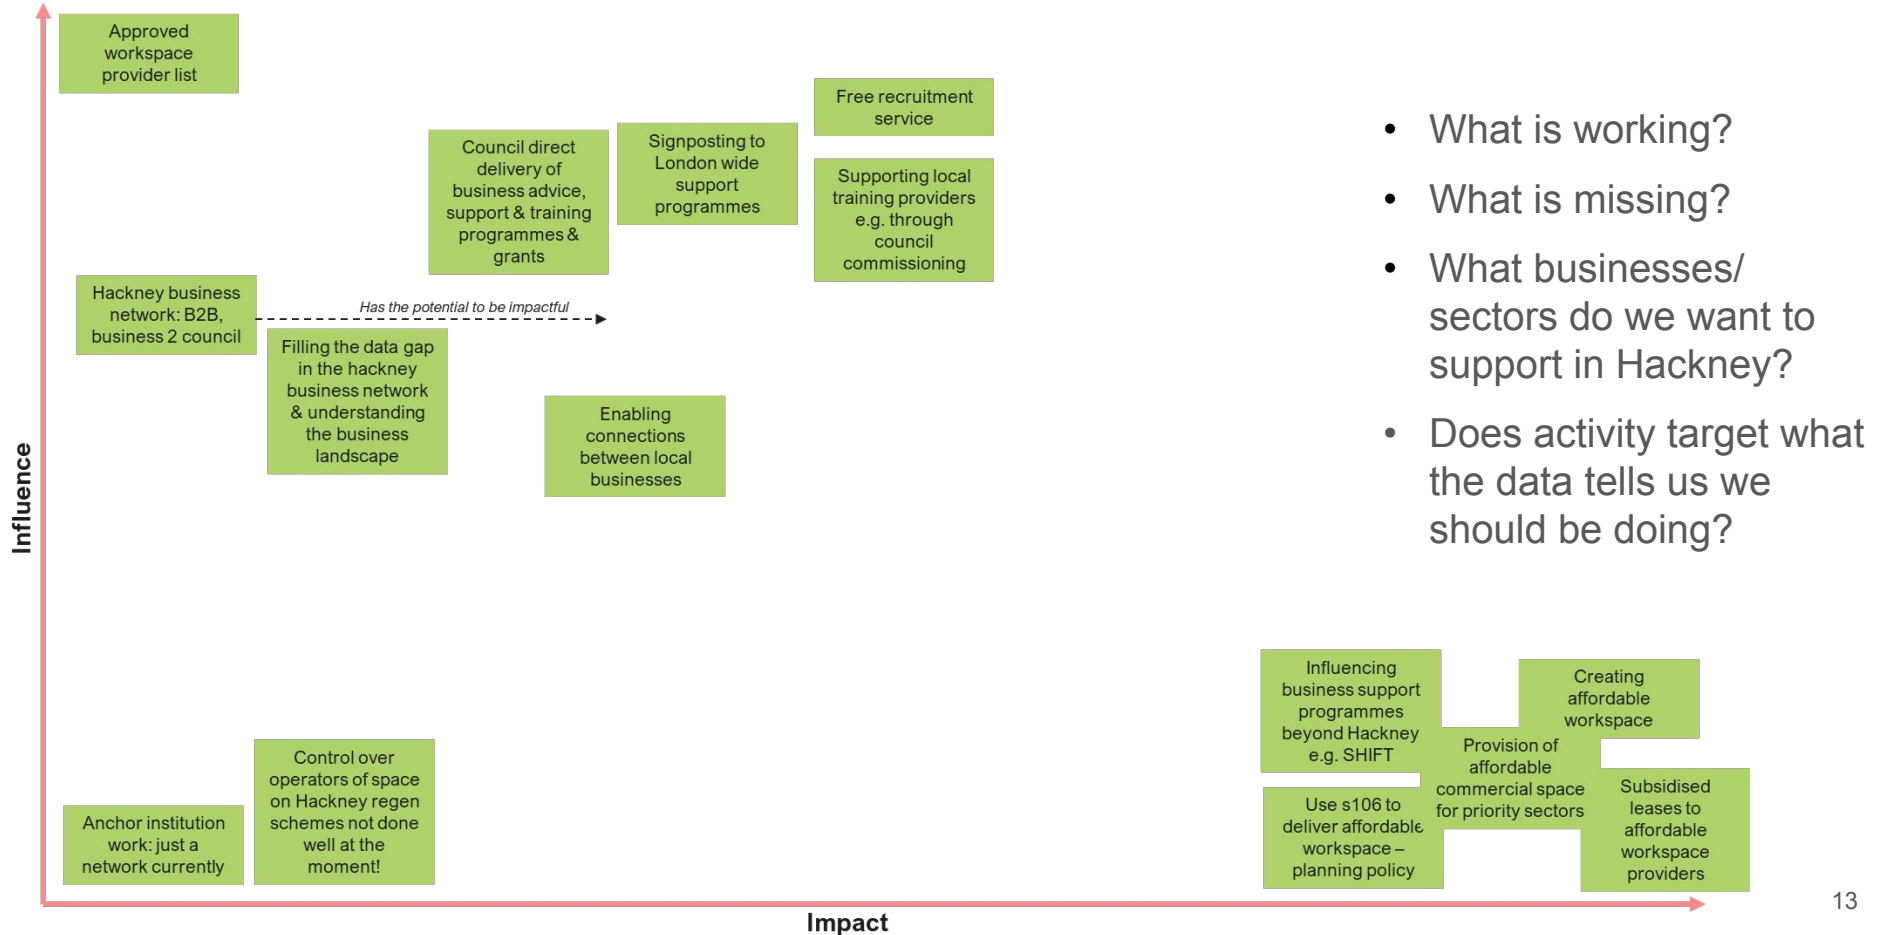 Approved
workspace
provider list
Free recruitment
service
Council direct
delivery of
business advice,
support & training
programmes &
grants
Signposting to
London wide
support
programmes
Supporting local
training providers
e.g. through
council
commissioning
Hackney business
network: B2B,
business 2 council
Has the potential to be impactful
Filling the data gap
in the hackney
business network
& understanding
the business
landscape
Enabling
connections
between local
businesses
Influence
Anchor institution
work: just a
network currently
Control over
operators of space
on Hackney regen
schemes not done
well at the
moment!
Influencing
business support
programmes
beyond Hackney
e.g. SHIFT
Creating
affordable
workspace
Provision of
affordable
commercial space
for priority sectors
Use s106 to
deliver affordable
workspace –
planning policy
Subsidised
leases to
affordable
workspace
providers
Impact
• What is working?
• What is missing?
• What businesses/
sectors do we want to
support in Hackney?
• Does activity target what
the data tells us we
should be doing?
13